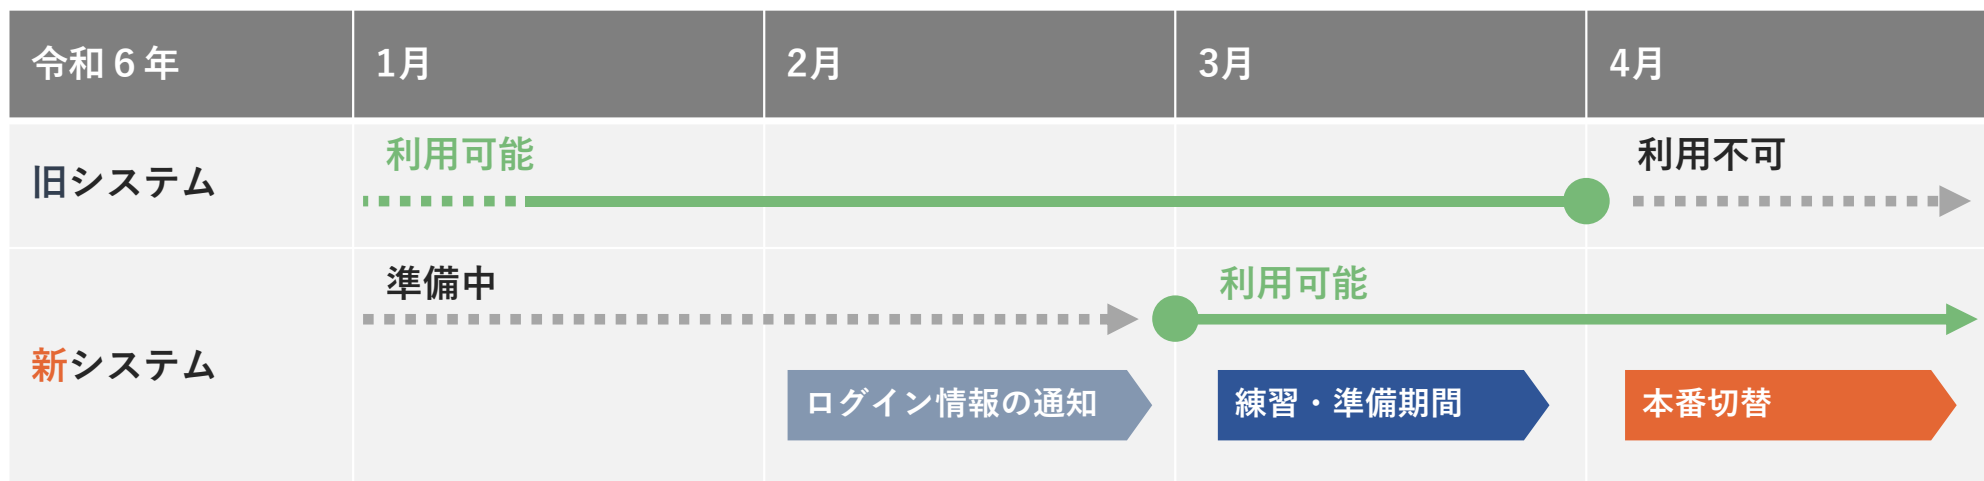 令和６年 1月 2月 3月 4月
旧システム 利用可能 利用不可
新システム 準備中 利用可能
ログイン情報の通知 練習・準備期間 本番切替